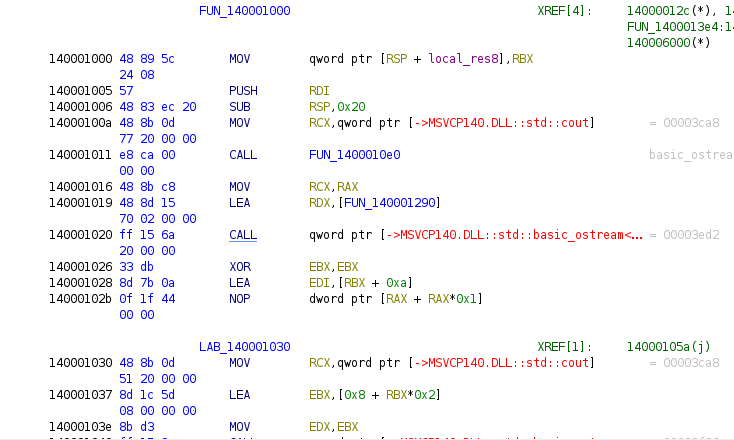 FUN_140001000 XREF[4]: 14000012c(*), 1
FUN_1400013e4:1
140006000(*)
140001000 48 89 5c MOV qword ptr [RSP + local_res8],RBX
24 08
140001005 57 PUSH RDI
140001006 48 83 ec 20 SUB RSP,0x20
14000100a 48 8b 0d MOV RCX,qword ptr [->MSVCP140.DLL::std::cout] = 00003ca8
77 20 00 00
140001011 e8 ca 00 CALL FUN_1400010e0 basic_ostrea
00 00
140001016 48 8b c8 MOV RCX,RAX
140001019 48 8d 15 LEA RDX,[FUN_140001290]
70 02 00 00
140001020 ff 15 6a CALL qword ptr [->MSVCP140.DLL::std::basic_ostream<... = 00003ed2
20 00 00
140001026 33 db XOR EBX,EBX
140001028 8d 7b 0a LEA EDI,[RBX + 0xa]
14000102b 0f 1f 44 NOP dword ptr [RAX + RAX*0x1]
00 00
LAB_140001030 XREF[1]: 14000105a(j)
140001030 48 8b 0d MOV RCX,qword ptr [->MSVCP140.DLL::std::cout] = 00003ca8
51 20 00 00
140001037 8d 1c 5d LEA EBX,[0x8 + RBX*0x2]
08 00 00 00
14000103e 8b d3 MOV EDX,EBX